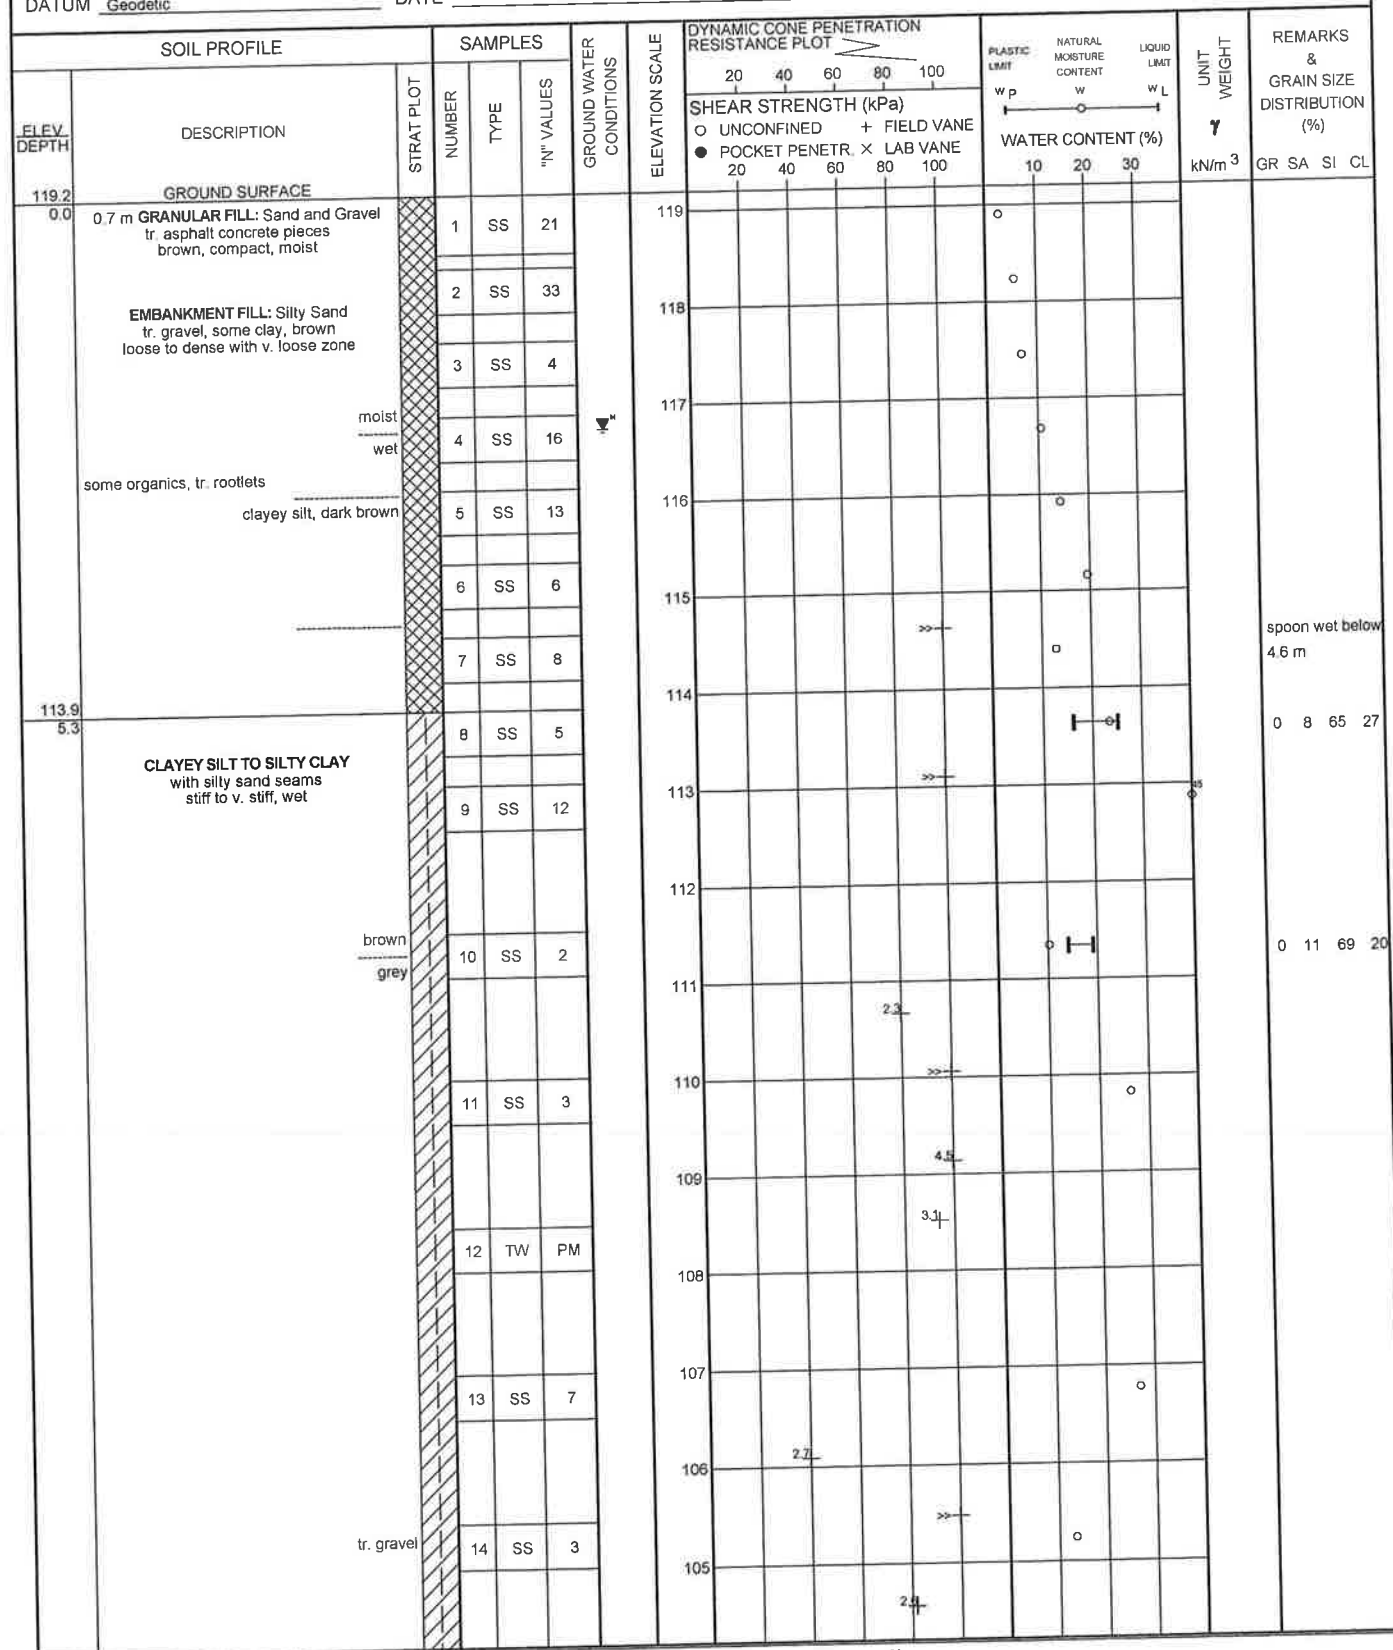 DATUM Geodetic DATE
SOIL PROFILE
SAMPLES
GROUND WATER CONDITIONS
ELEVATION SCALE
DYNAMIC CONE PENETRATION
RESISTANCE PLOT
20 40 60 80 100
SHEAR STRENGTH (kPa)
O UNCONFINED + FIELD VANE
● POCKET PENETR. × LAB VANE
20 40 60 80 100
PLASTIC LIMIT
NATURAL MOISTURE CONTENT
LIQUID LIMIT
WP W WL
WATER CONTENT (%)
10 20 30
UNIT WEIGHT
γ
kN/m 3
REMARKS
&
GRAIN SIZE
DISTRIBUTION
(%)
GR SA SI CL
ELEV
DEPTH
DESCRIPTION
STRAT PLOT
NUMBER
TYPE
"N" VALUES
119.2 GROUND SURFACE
0.0
0.7 m GRANULAR FILL: Sand and Gravel
tr. asphalt concrete pieces
brown, compact, moist
1 SS 21
119
2 SS 33
118
EMBANKMENT FILL: Silty Sand
tr. gravel, some clay, brown
loose to dense with v. loose zone
3 SS 4
117
moist
wet
4 SS 16
some organics, tr. rootlets
116
clayey silt, dark brown
5 SS 13
6 SS 6
115
spoon wet below
4.6 m
7 SS 8
114
113.9
5.3
8 SS 5
0 8 65 27
CLAYEY SILT TO SILTY CLAY
with silty sand seams
stiff to v. stiff, wet
113
45
9 SS 12
112
brown
grey
10 SS 2
0 11 69 20
111
2.3
110
11 SS 3
4.5
109
3.1
12 TW PM
108
107
13 SS 7
2.7
106
tr. gravel
14 SS 3
105